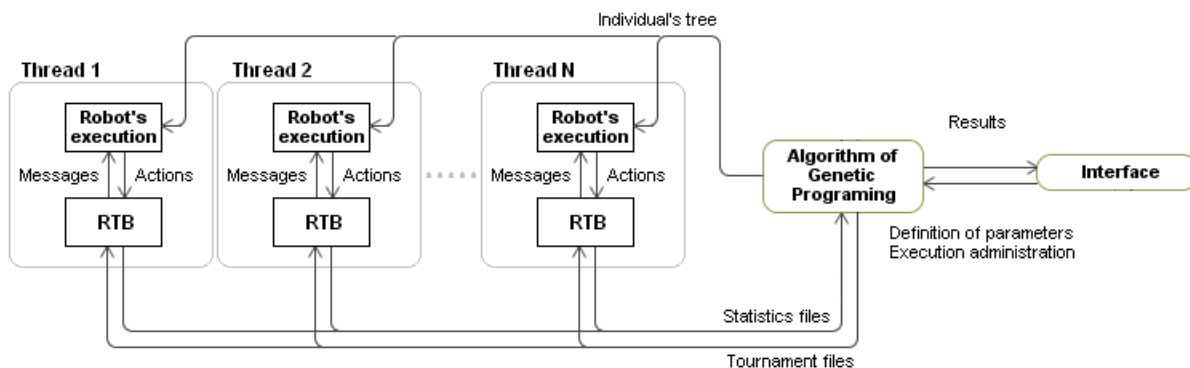 Individual's tree
Thread 1
Thread 2
Thread N
Robot's
execution
Robot's
execution
Robot's
execution
Messages
Actions
Messages
Actions
Messages
Actions
RTB
RTB
RTB
Results
Algorithm of
Genetic
Programing
Interface
Definition of parameters
Execution administration
Statistics files
Tournament files